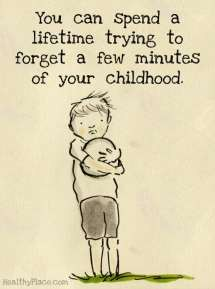 You can spend a
lifetime trying to
forget a few minutes
of your childhood.
HealthyPlace.com